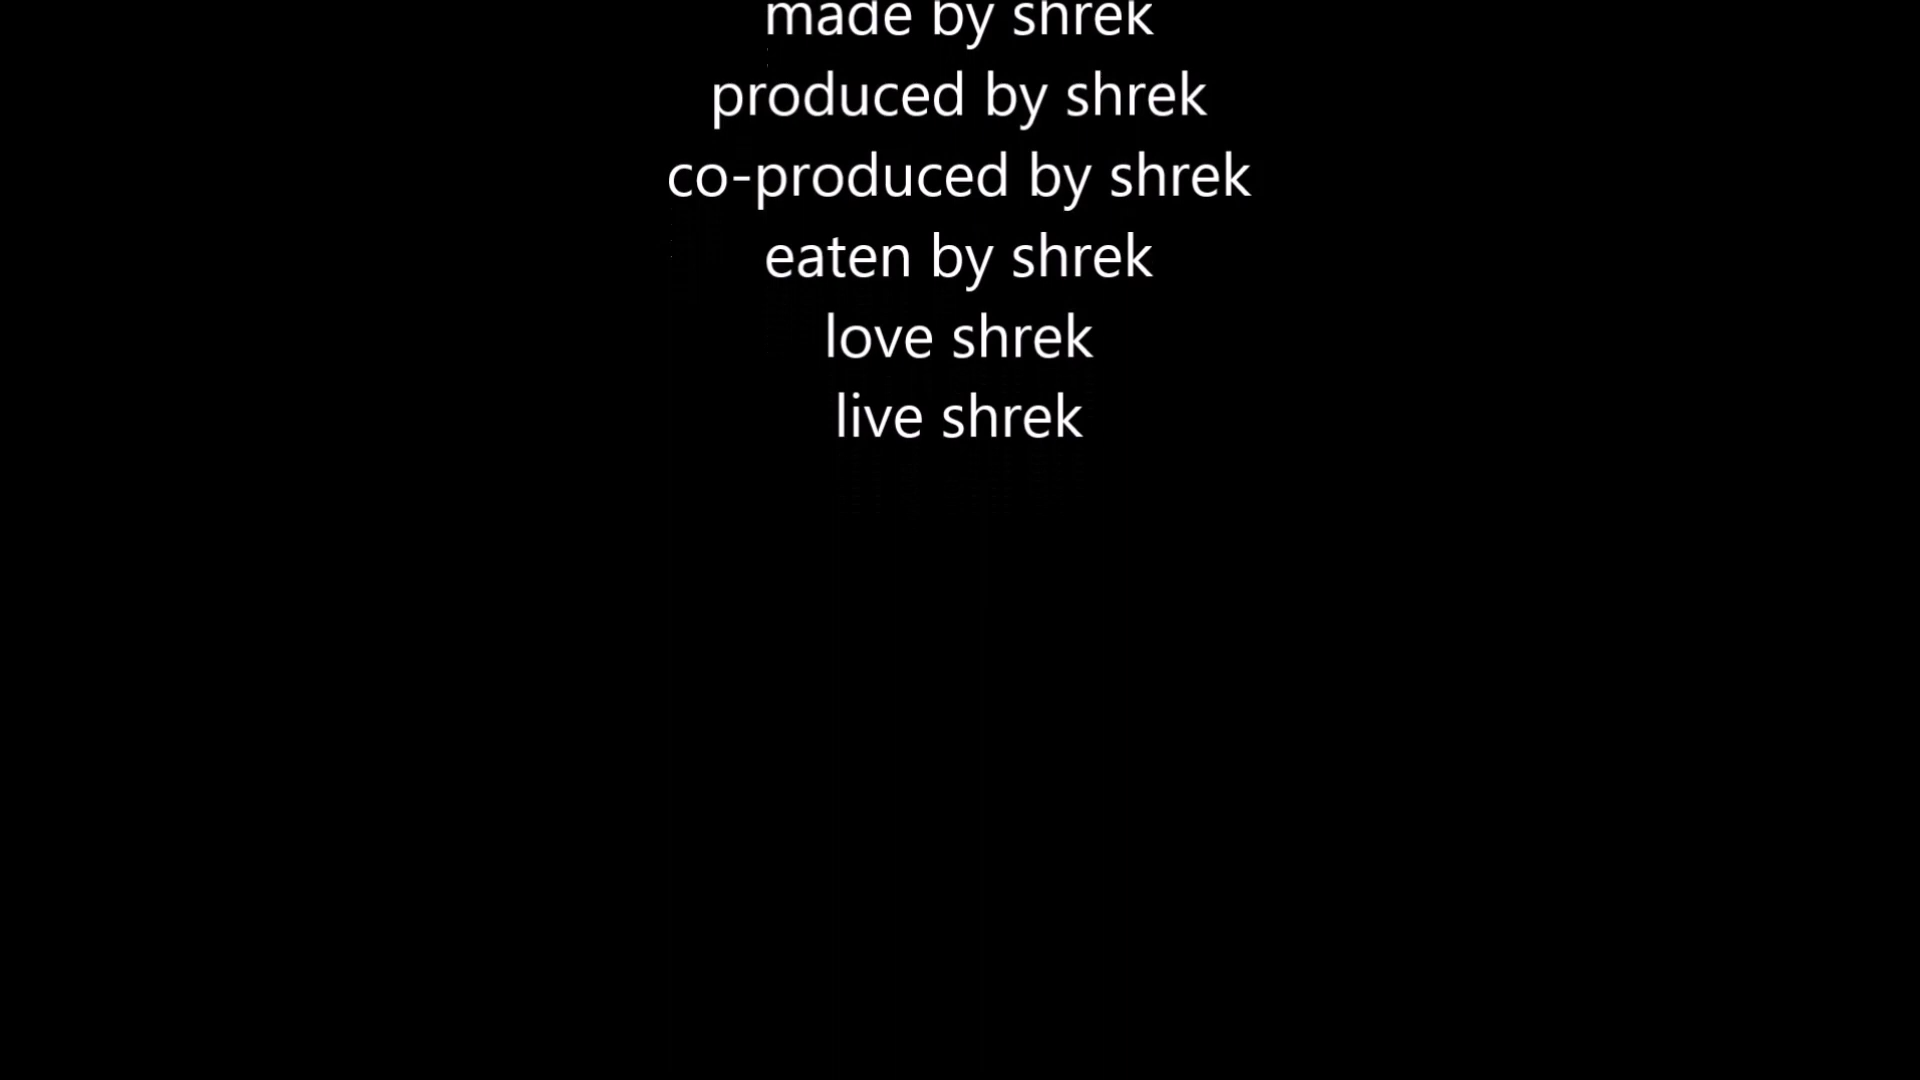 made by shrek
produced by shrek
co-produced by shrek
eaten by shrek
love shrek
live shrek